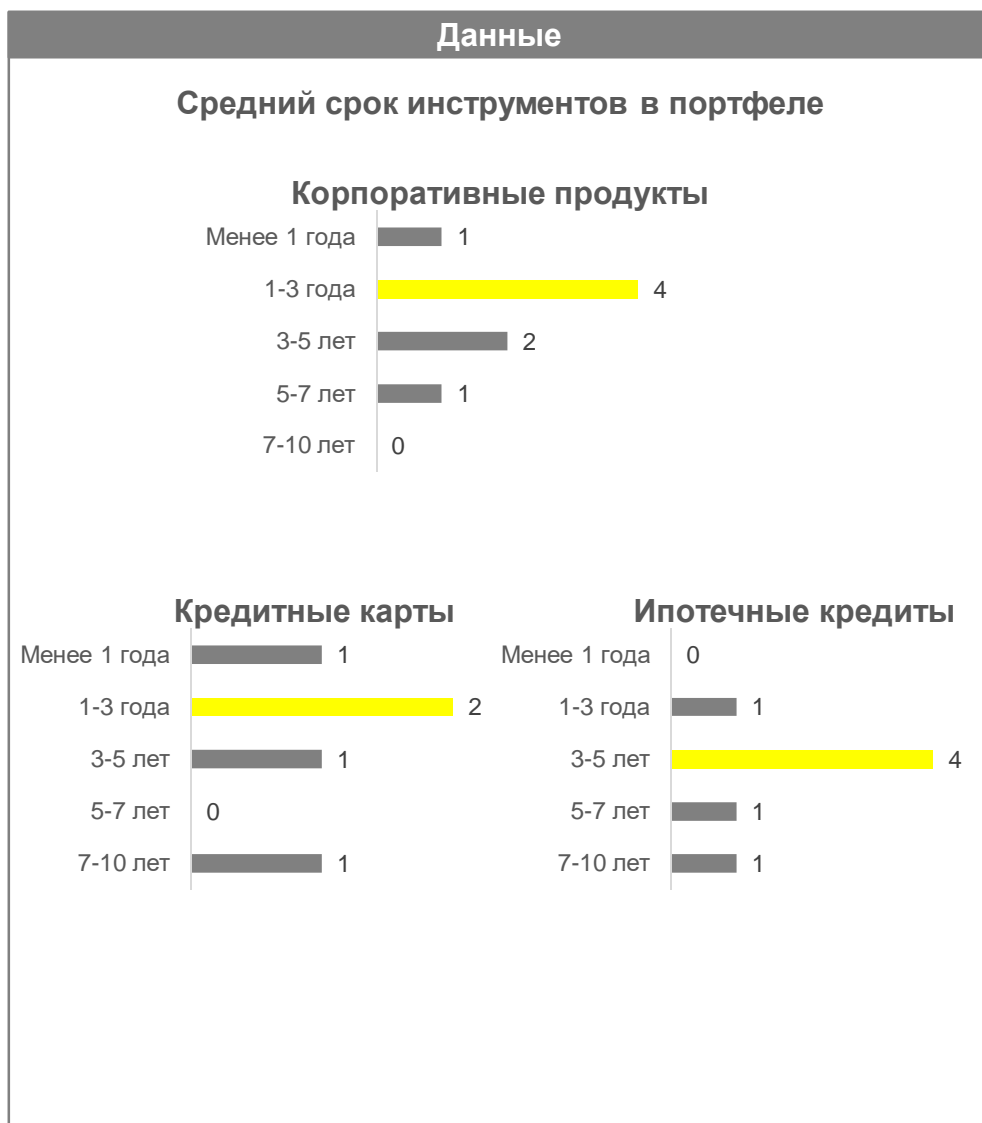 Данные
Средний срок инструментов в портфеле
Корпоративные продукты
Менее 1 года 1
1-3 года 4
3-5 лет 2
5-7 лет 1
7-10 лет 0
Кредитные карты
Менее 1 года 1
1-3 года 2
3-5 лет 1
5-7 лет 0
7-10 лет 1
Ипотечные кредиты
Менее 1 года 0
1-3 года 1
3-5 лет 4
5-7 лет 1
7-10 лет 1